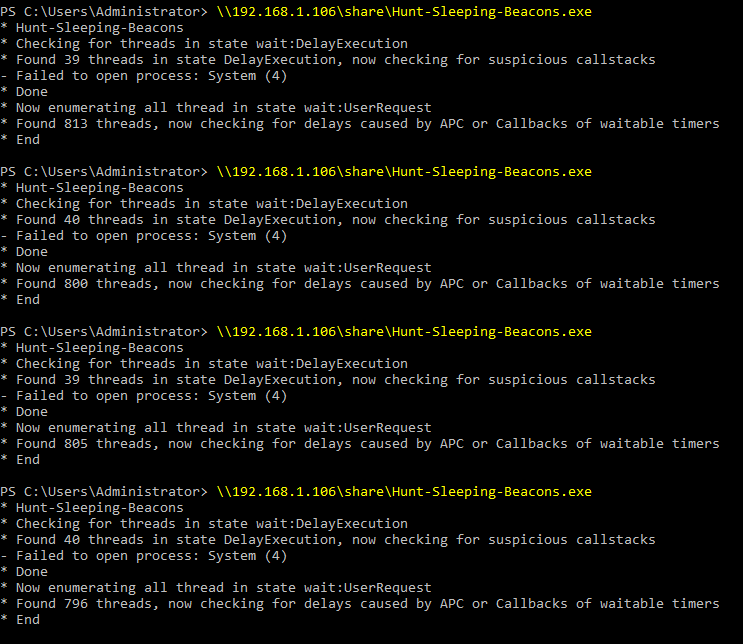 PS C:\Users\Administrator> \\192.168.1.106\share\Hunt-Sleeping-Beacons.exe
* Hunt-Sleeping-Beacons
* Checking for threads in state wait:DelayExecution
* Found 39 threads in state DelayExecution, now checking for suspicious callstacks
- Failed to open process: System (4)
* Done
* Now enumerating all thread in state wait:UserRequest
* Found 813 threads, now checking for delays caused by APC or Callbacks of waitable timers
* End
PS C:\Users\Administrator> \\192.168.1.106\share\Hunt-Sleeping-Beacons.exe
* Hunt-Sleeping-Beacons
* Checking for threads in state wait:DelayExecution
* Found 40 threads in state DelayExecution, now checking for suspicious callstacks
- Failed to open process: System (4)
* Done
* Now enumerating all thread in state wait:UserRequest
* Found 800 threads, now checking for delays caused by APC or Callbacks of waitable timers
* End
PS C:\Users\Administrator> \\192.168.1.106\share\Hunt-Sleeping-Beacons.exe
* Hunt-Sleeping-Beacons
* Checking for threads in state wait:DelayExecution
* Found 39 threads in state DelayExecution, now checking for suspicious callstacks
- Failed to open process: System (4)
* Done
* Now enumerating all thread in state wait:UserRequest
* Found 805 threads, now checking for delays caused by APC or Callbacks of waitable timers
* End
PS C:\Users\Administrator> \\192.168.1.106\share\Hunt-Sleeping-Beacons.exe
* Hunt-Sleeping-Beacons
* Checking for threads in state wait:DelayExecution
* Found 40 threads in state DelayExecution, now checking for suspicious callstacks
- Failed to open process: System (4)
* Done
* Now enumerating all thread in state wait:UserRequest
* Found 796 threads, now checking for delays caused by APC or Callbacks of waitable timers
* End